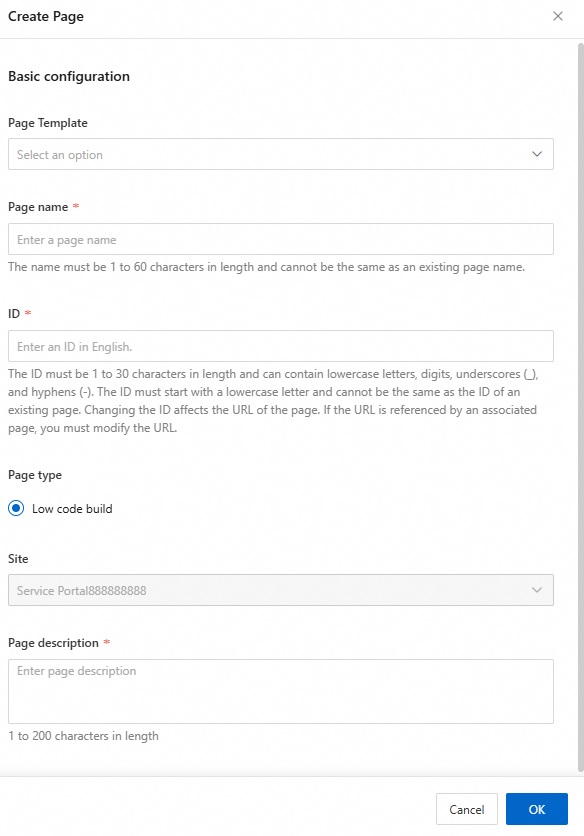 Create Page
Basic configuration
Page Template
Select an option
Page name *
Enter a page name
The name must be 1 to 60 characters in length and cannot be the same as an existing page name.
ID *
Enter an ID in English.
The ID must be 1 to 30 characters in length and can contain lowercase letters, digits, underscores (_),
and hyphens (-). The ID must start with a lowercase letter and cannot be the same as the ID of an
existing page. Changing the ID affects the URL of the page. If the URL is referenced by an associated
page, you must modify the URL.
Page type
Low code build
Site
Service Portal888888888
Page description *
Enter page description
1 to 200 characters in length
Cancel
OK